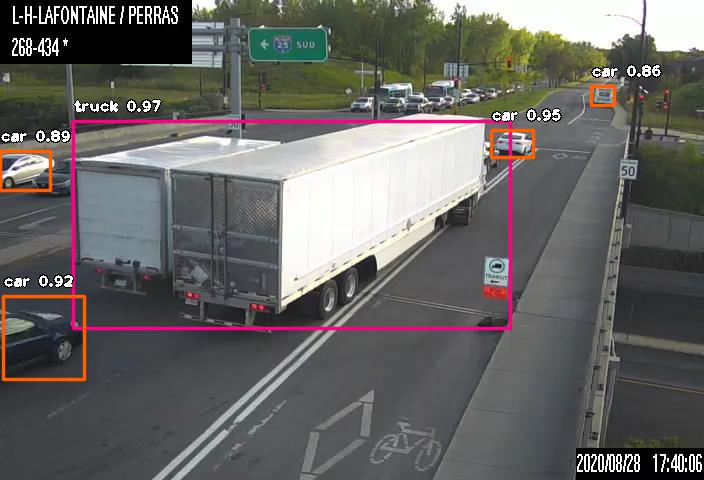 L-H-LAFONTAINE / PERRAS
268-434 *
25 SUD
car 0.86
truck 0.97
car 0.95
car 0.89
50
TRANSIT
car 0.92
2020/08/28 17:40:06